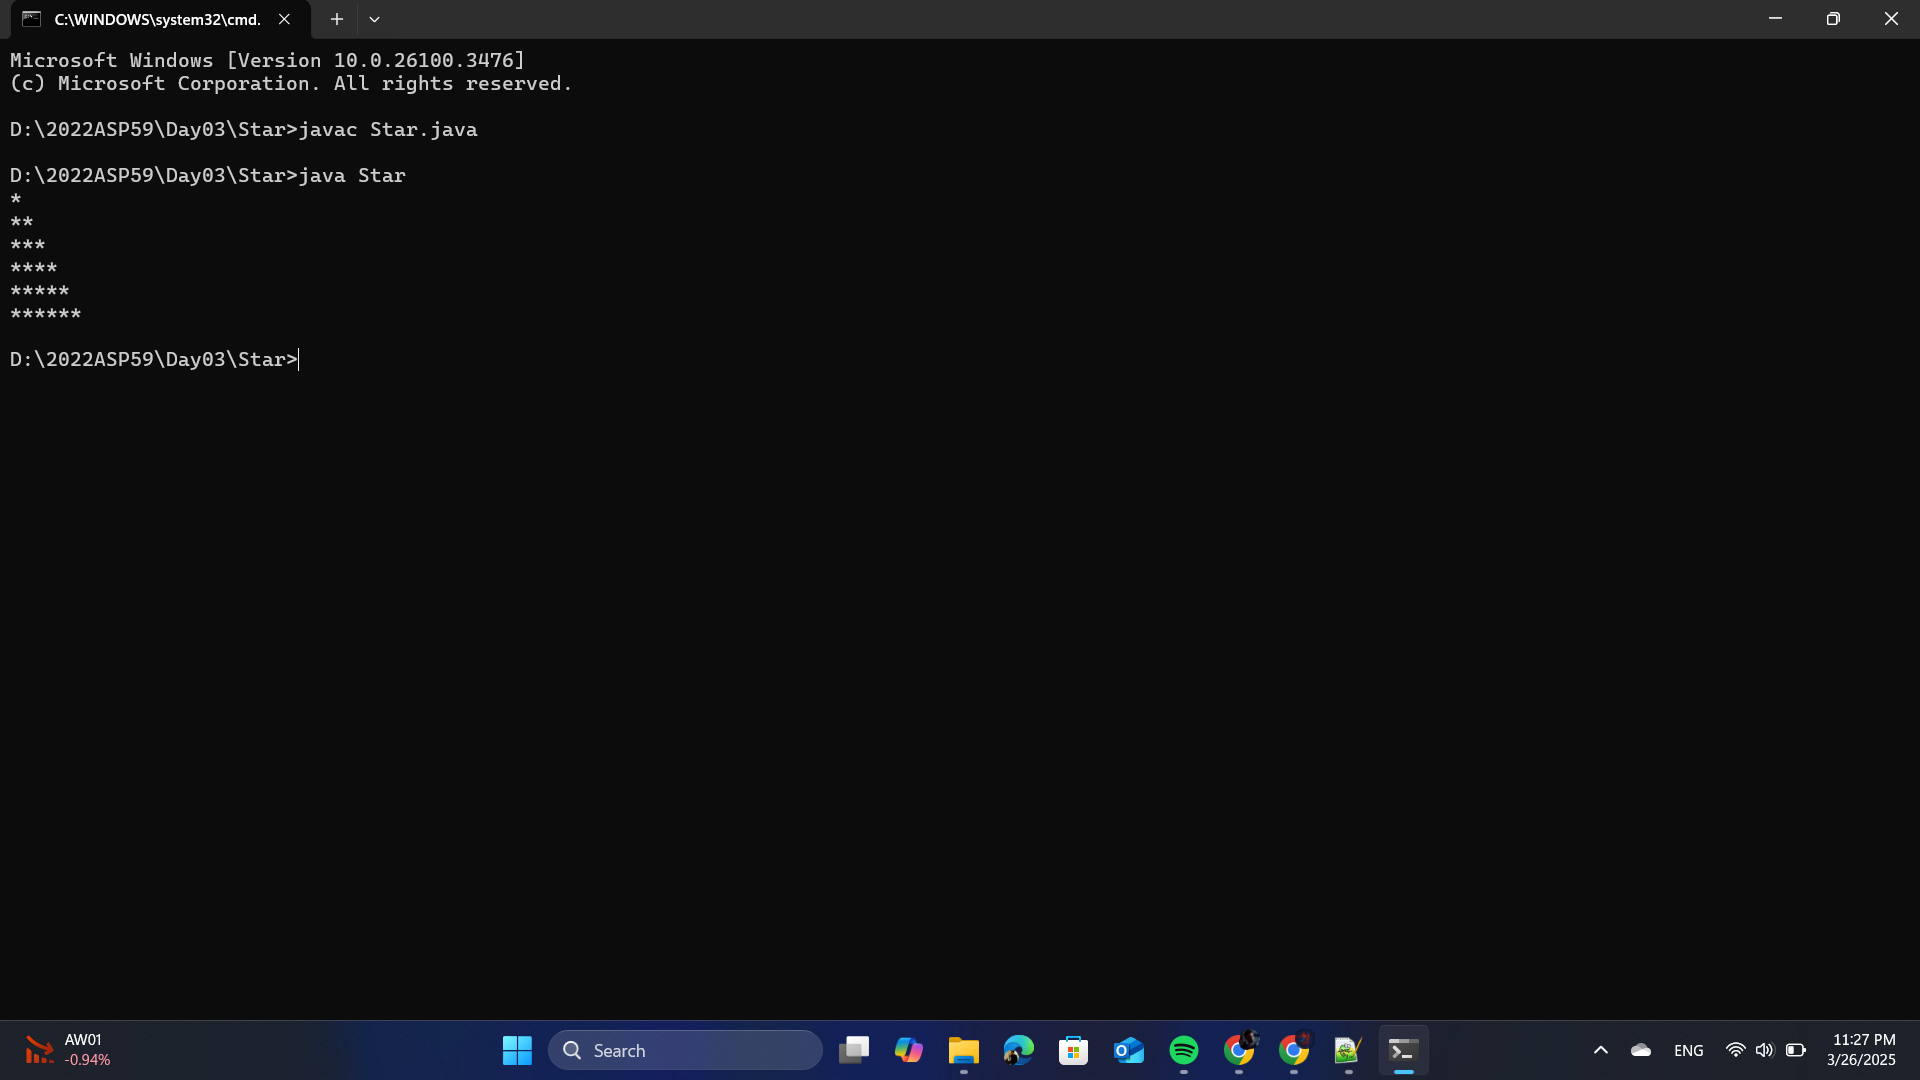 C:\WINDOWS\system32\cmd.
Microsoft Windows [Version 10.0.26100.3476]
(c) Microsoft Corporation. All rights reserved.
D:\2022ASP59\Day03\Star>javac Star.java
D:\2022ASP59\Day03\Star>java Star
*
**
***
****
*****
******
D:\2022ASP59\Day03\Star>
AW01
-0.94%
Search
ENG
11:27 PM
3/26/2025